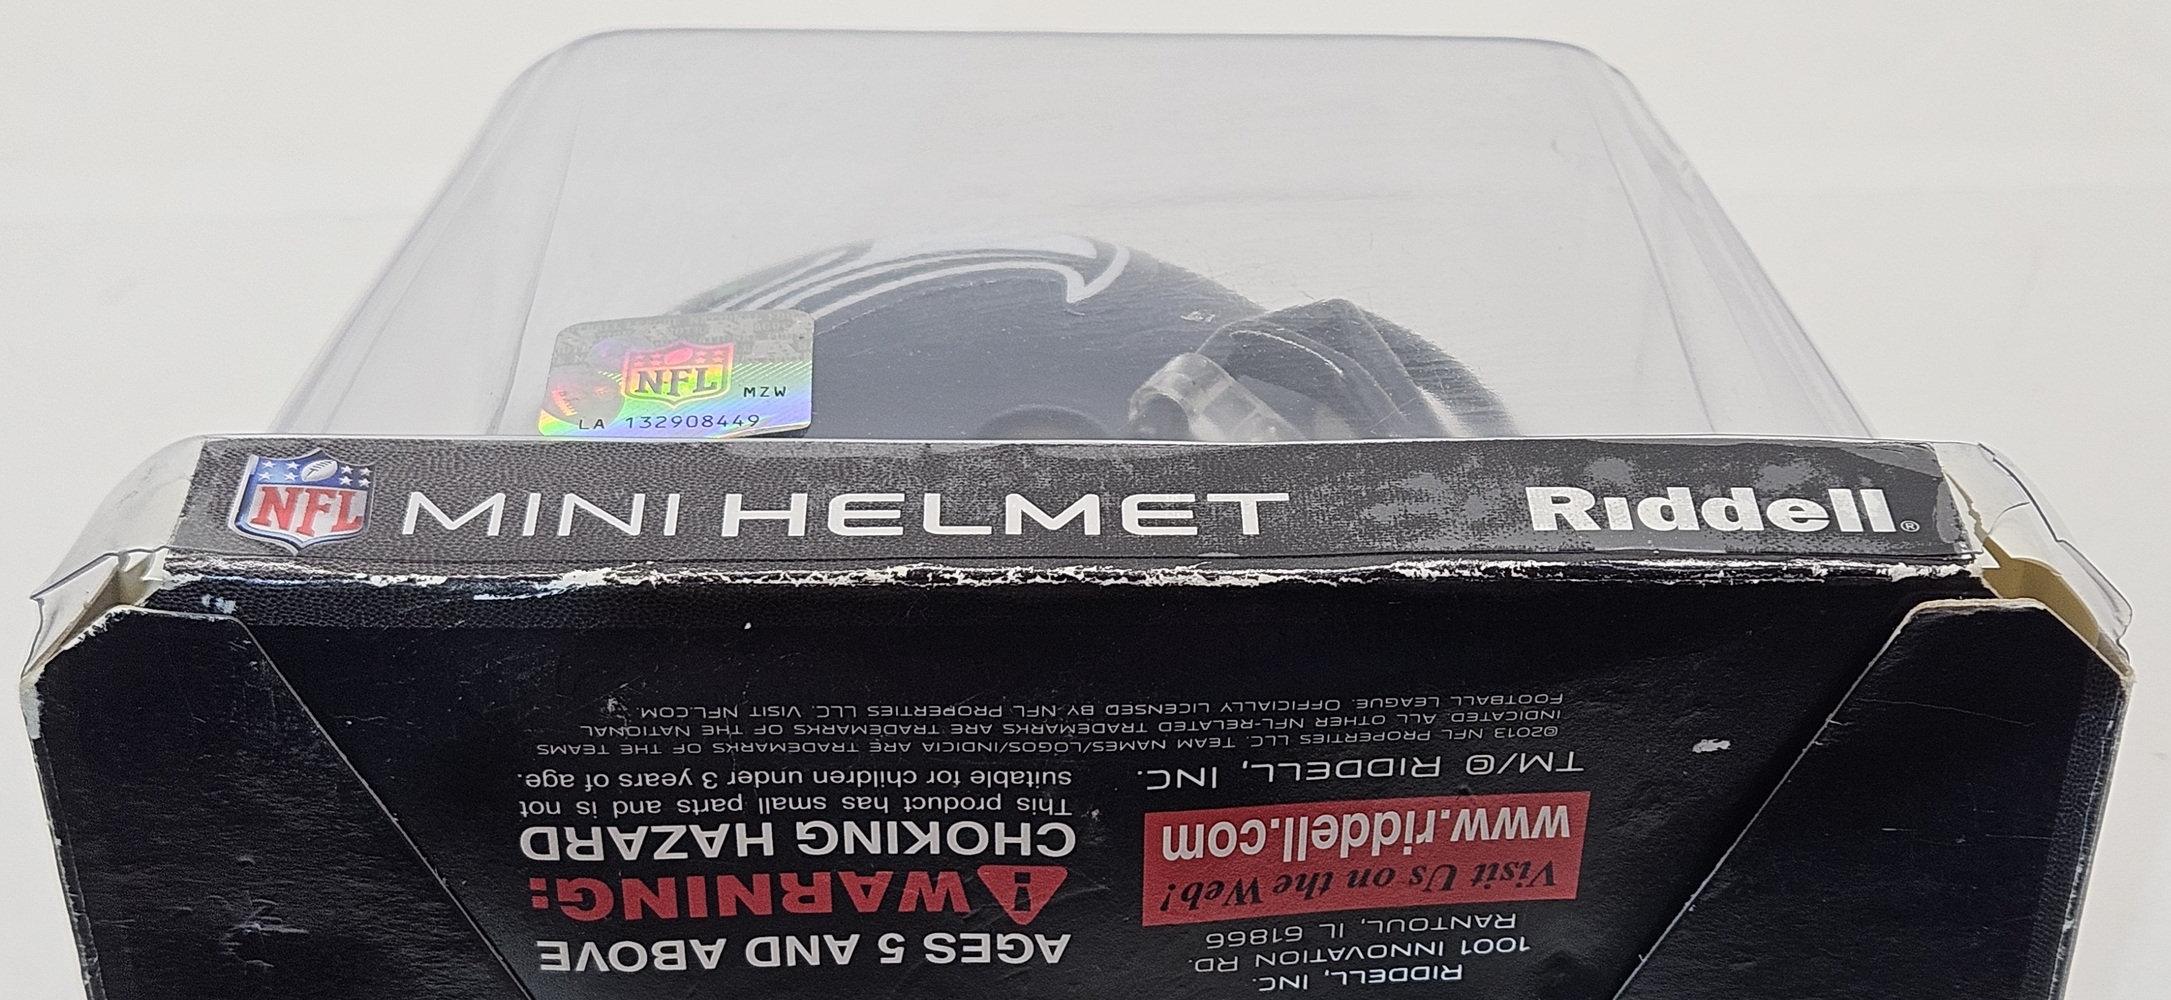 NFL
MZW
LA 132908449
NFL MINI HELMET Riddell®
AGES 5 AND ABOVE
WARNING:
CHOKING HAZARD
This product has small parts and is not
suitable for children under 3 years of age.
RIDDELL, INC.
1001 INNOVATION RD.
RANTOUL, IL 61866
Visit Us on the Web!
www.riddell.com
TM/© RIDDELL, INC.
©2013 NFL PROPERTIES LLC. TEAM NAMES/LOGOS/INDICIA ARE TRADEMARKS OF THE TEAMS
INDICATED. ALL OTHER NFL-RELATED TRADEMARKS ARE TRADEMARKS OF THE NATIONAL
FOOTBALL LEAGUE. OFFICIALLY LICENSED BY NFL PROPERTIES LLC. VISIT NFL.COM.